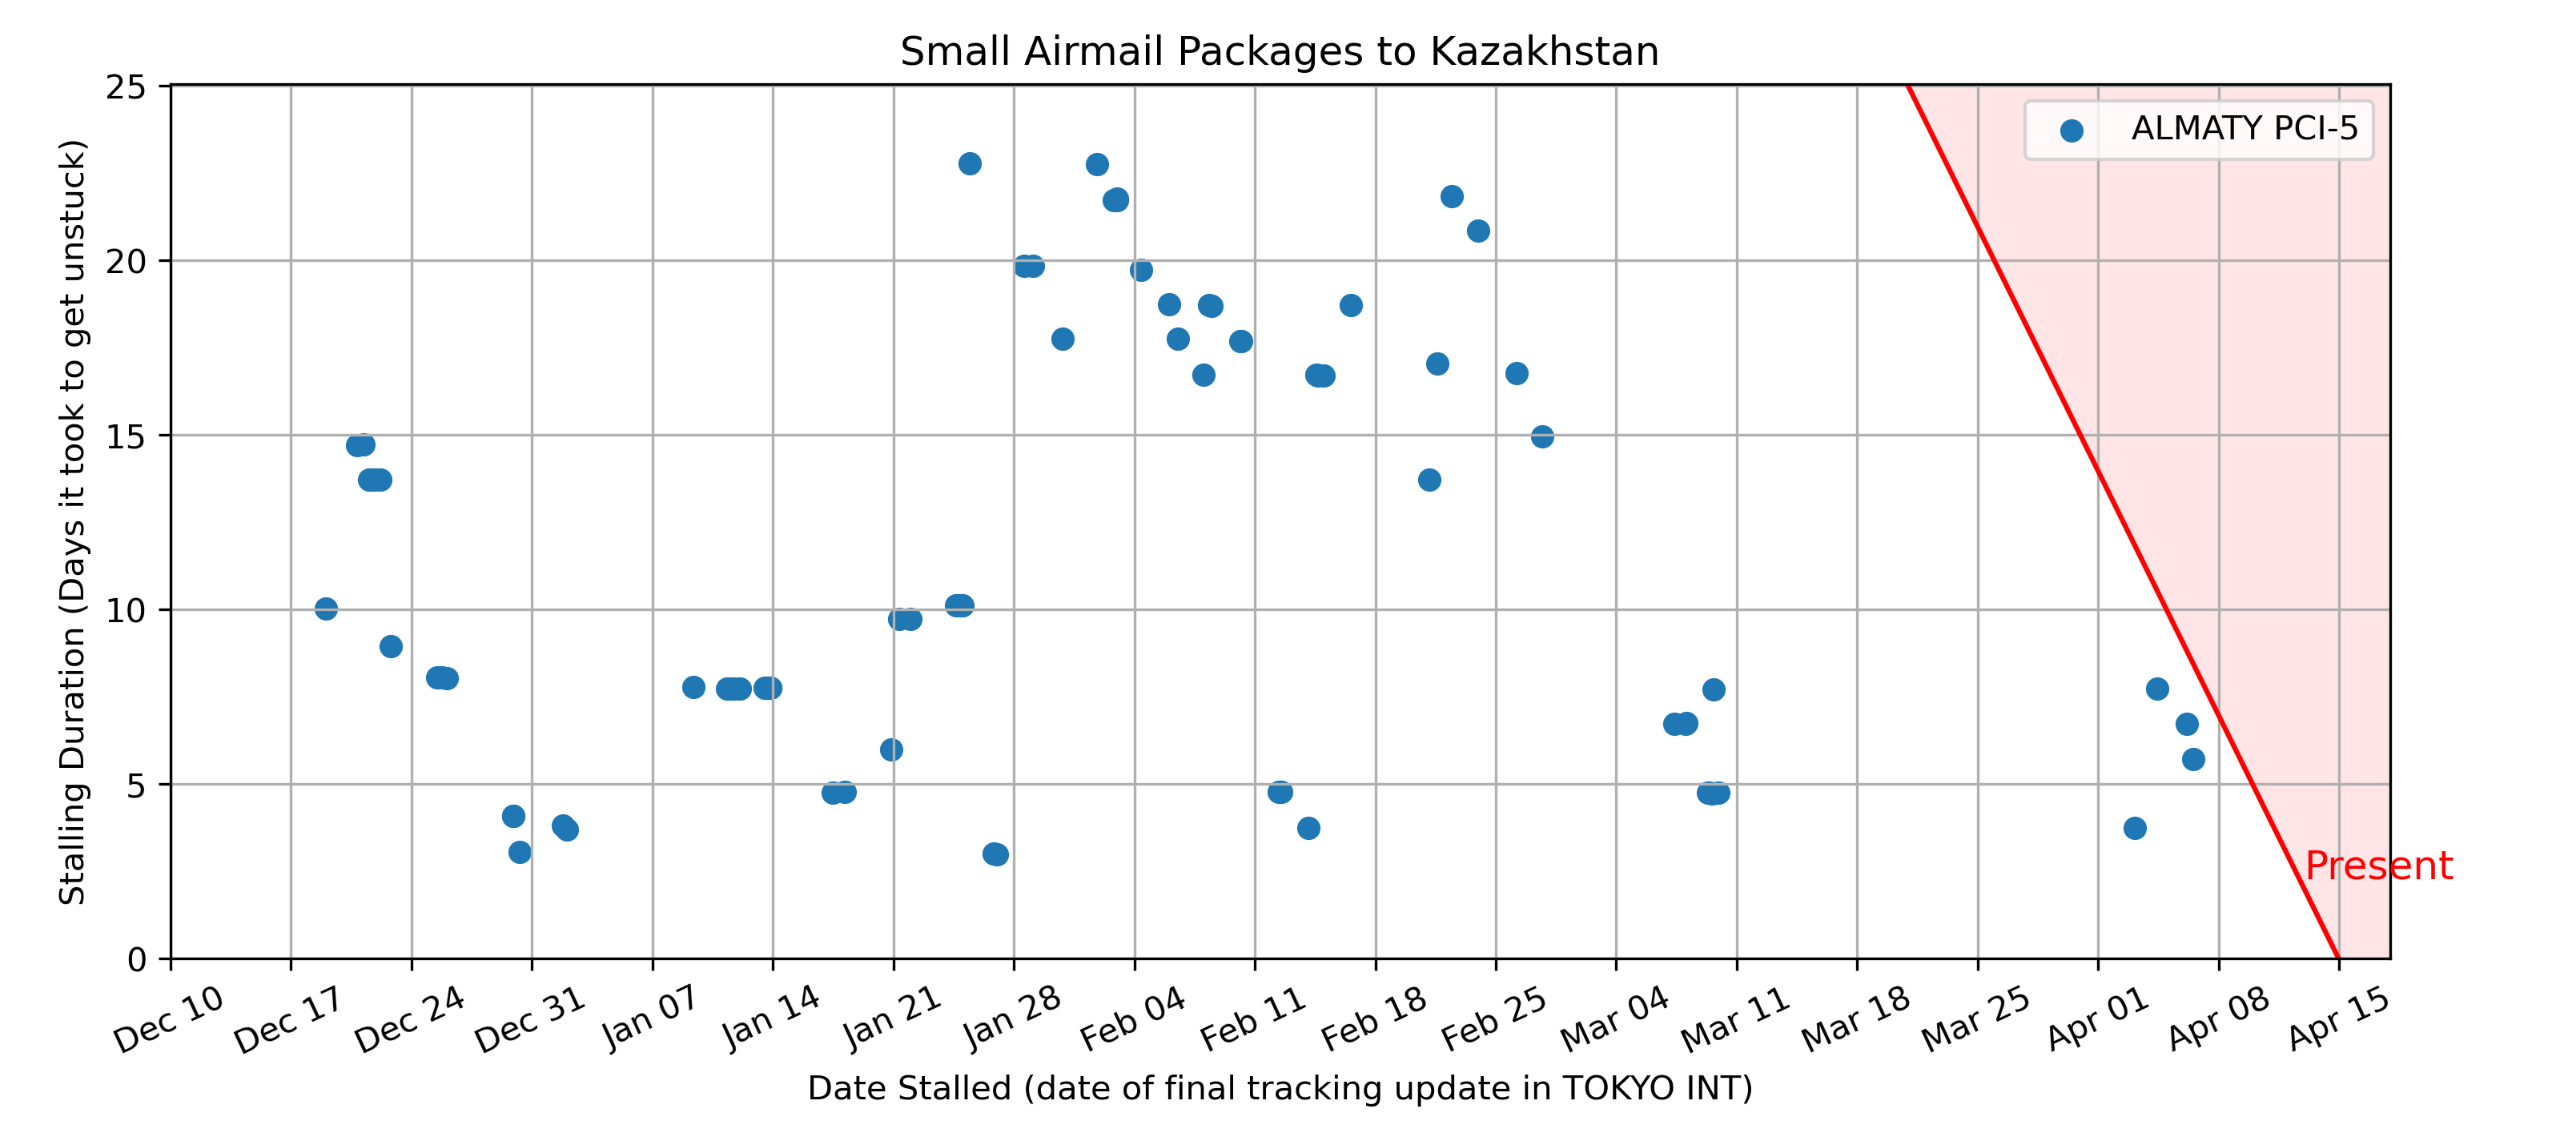 Small Airmail Packages to Kazakhstan
Stalling Duration (Days it took to get unstuck)
25
20
15
10
5
0
ALMATY PCI-5
Present
Dec 10
Dec 17
Dec 24
Dec 31
Jan 07
Jan 14
Jan 21
Jan 28
Feb 04
Feb 11
Feb 18
Feb 25
Mar 04
Mar 11
Mar 18
Mar 25
Apr 01
Apr 08
Apr 15
Date Stalled (date of final tracking update in TOKYO INT)